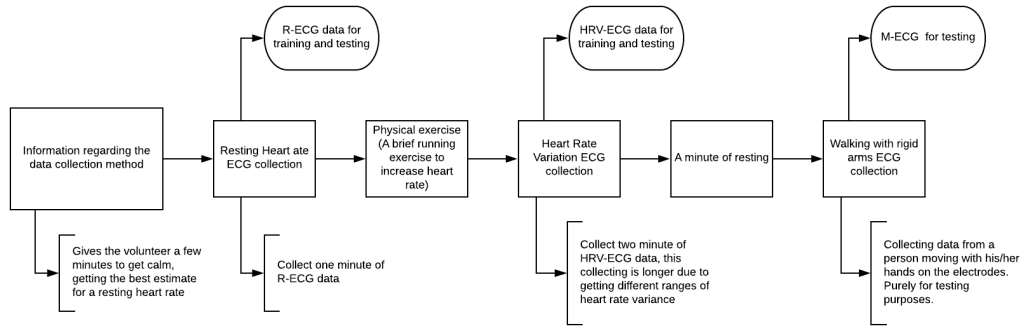 R-ECG data for
training and testing
HRV-ECG data for
training and testing
M-ECG for testing
Information regarding the
data collection method
Resting Heart ate
ECG collection
Physical exercise
(A brief running
exercise to
increase heart
rate)
Heart Rate
Variation ECG
collection
A minute of resting
Walking with rigid
arms ECG
collection
Gives the volunteer a few
minutes to get calm,
getting the best estimate
for a resting heart rate
Collect one minute of
R-ECG data
Collect two minute of
HRV-ECG data, this
collecting is longer due to
getting different ranges of
heart rate variance
Collecting data from a
person moving with his/her
hands on the electrodes.
Purely for testing
purposes.